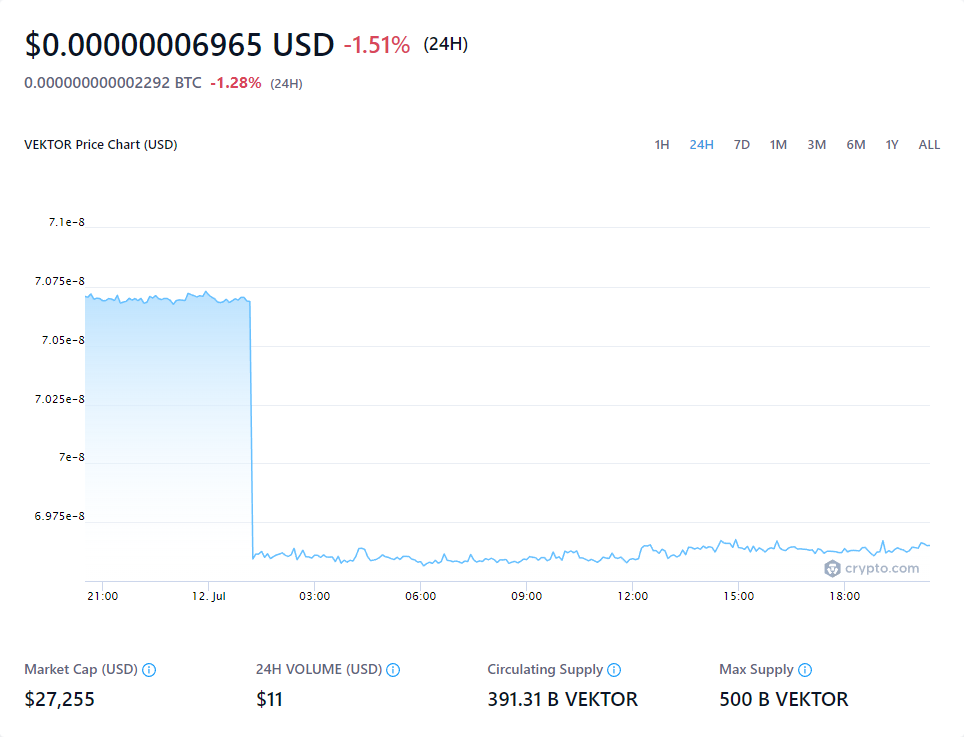 $0.00000006965 USD -1.51% (24H)
0.000000000002292 BTC -1.28% (24H)
VEKTOR Price Chart (USD) 1H 24H 7D 1M 3M 6M 1Y ALL
7.1e-8
7.075e-8
7.05e-8
7.025e-8
7e-8
6.975e-8
crypto.com
21:00 12. Jul 03:00 06:00 09:00 12:00 15:00 18:00
Market Cap (USD) 24H VOLUME (USD) Circulating Supply Max Supply
$27,255 $11 391.31 B VEKTOR 500 B VEKTOR